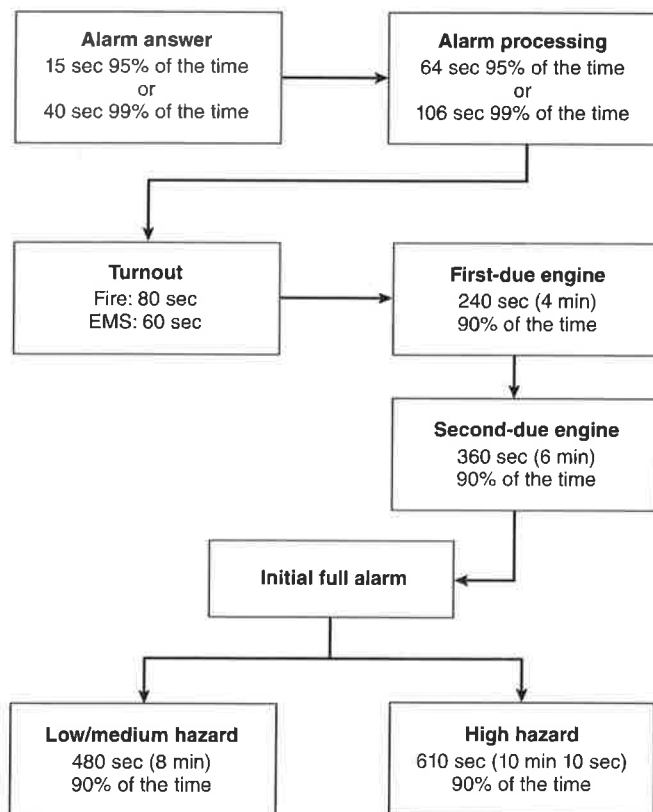 Alarm answer
15 sec 95% of the time
or
40 sec 99% of the time
Alarm processing
64 sec 95% of the time
or
106 sec 99% of the time
Turnout
Fire: 80 sec
EMS: 60 sec
First-due engine
240 sec (4 min)
90% of the time
Second-due engine
360 sec (6 min)
90% of the time
Initial full alarm
Low/medium hazard
480 sec (8 min)
90% of the time
High hazard
610 sec (10 min 10 sec)
90% of the time